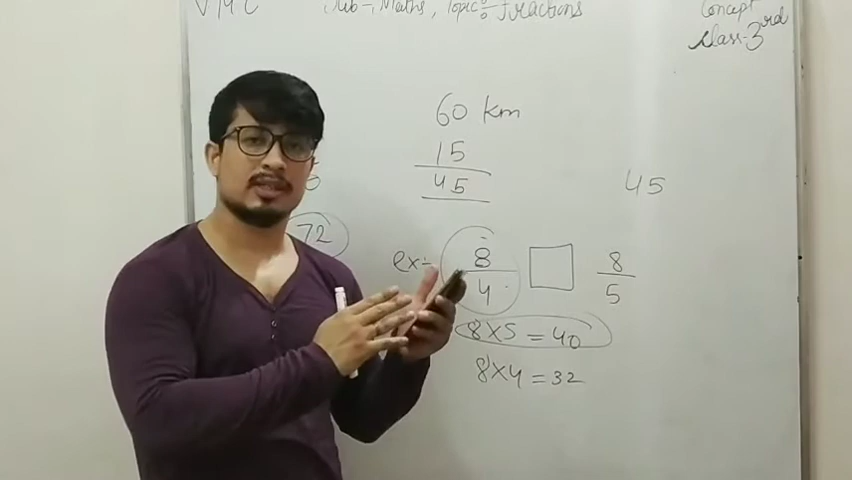 VMC Sub-Maths, Topic:- Fractions Concept
Class-3rd
60 km
15
45
45
72
ex:- 8/4 □ 8/5
8×5 = 40
8×4 = 32